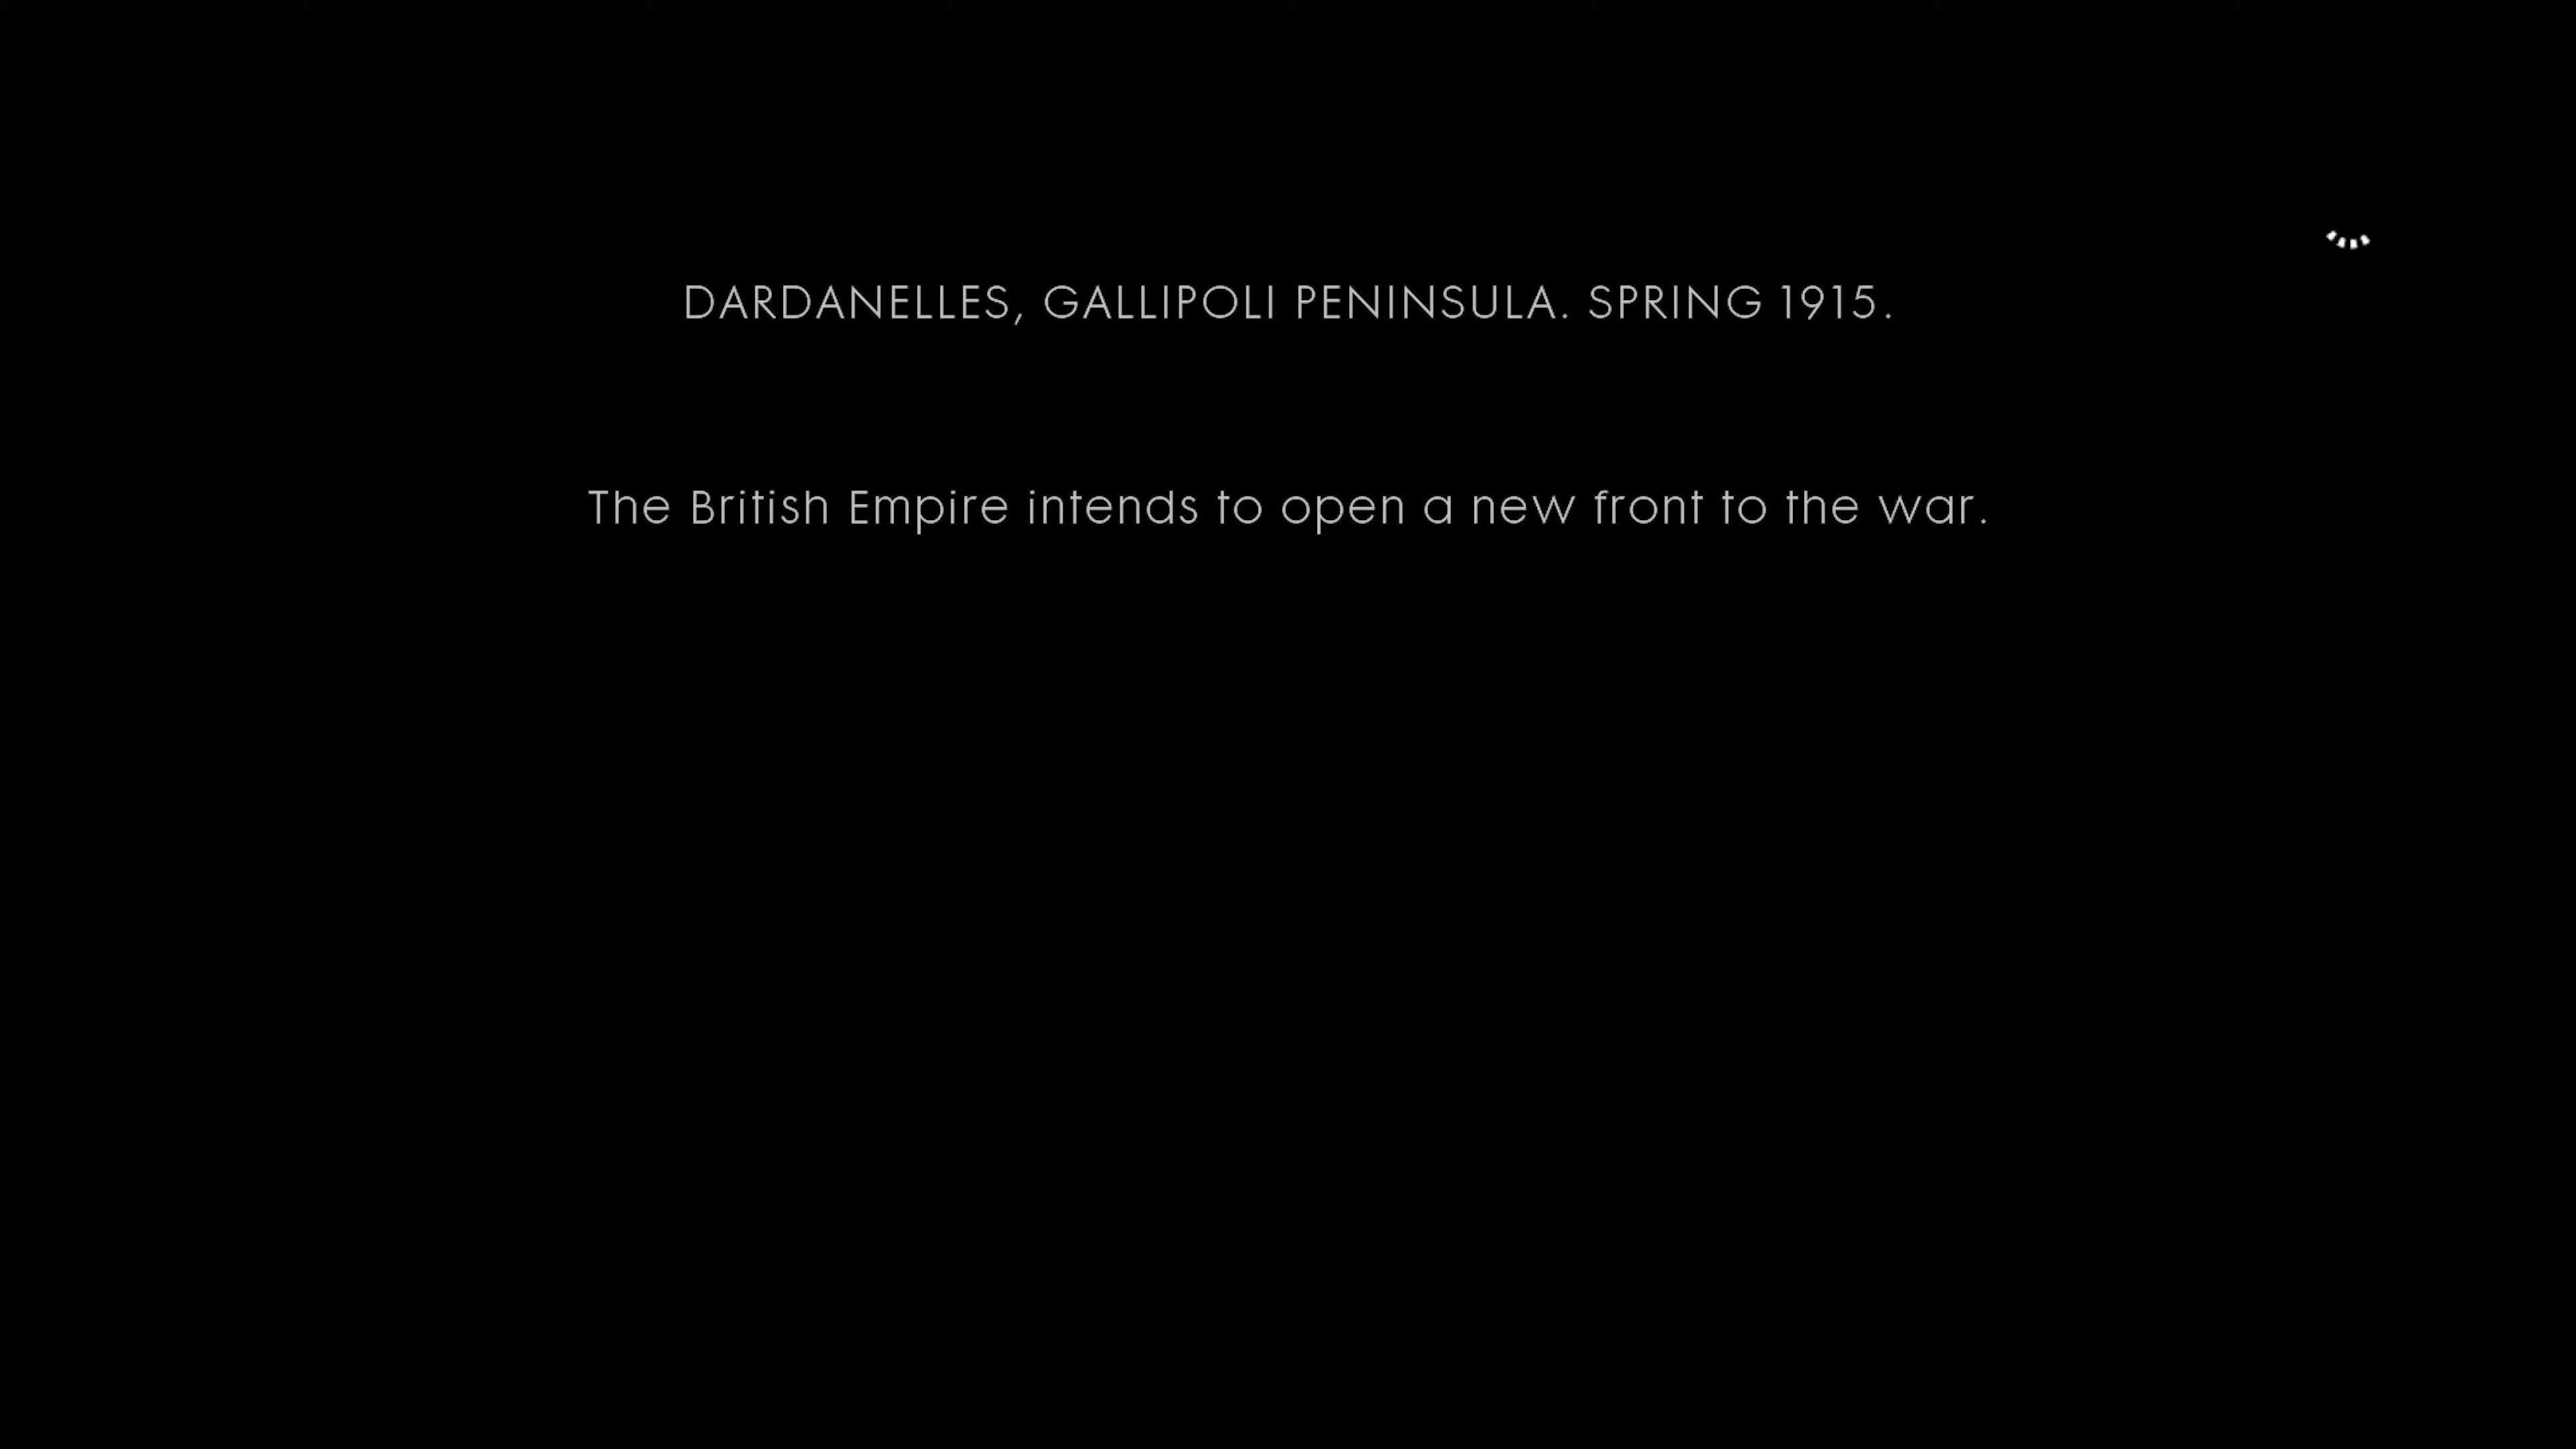 DARDANELLES, GALLIPOLI PENINSULA. SPRING 1915.
The British Empire intends to open a new front to the war.